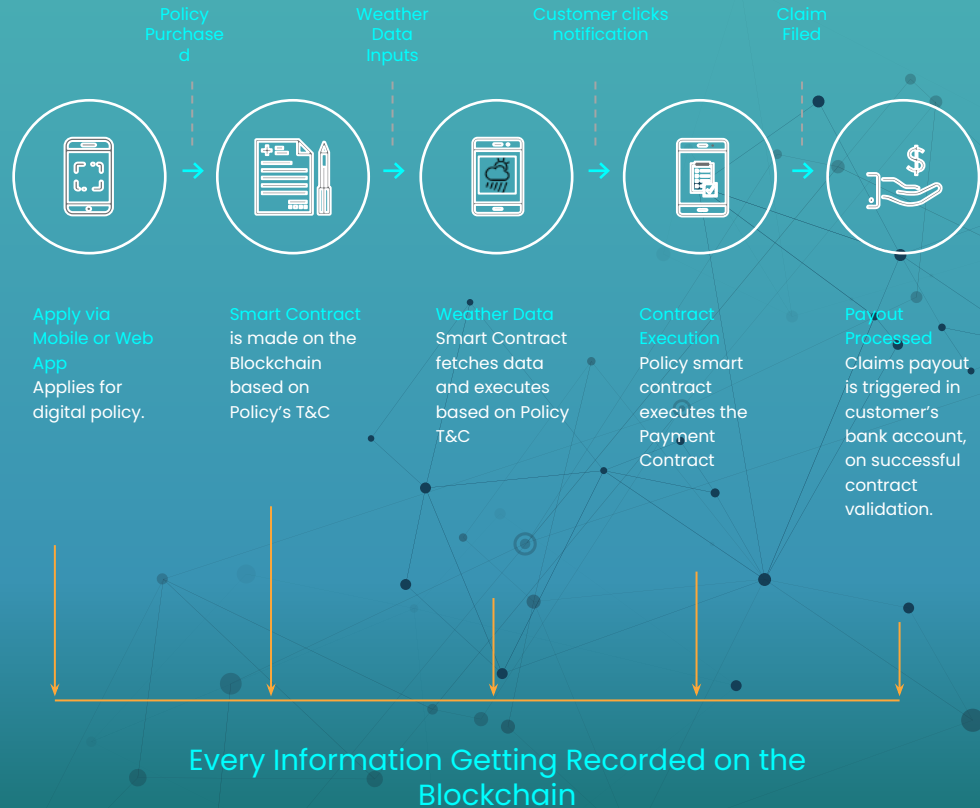 Policy
Purchase
d
Weather
Data
Inputs
Customer clicks
notification
Claim
Filed
$
Apply via
Mobile or Web
App
Applies for
digital policy.
Smart Contract
is made on the
Blockchain
based on
Policy’s T&C
Weather Data
Smart Contract
fetches data
and executes
based on Policy
T&C
Contract
Execution
Policy smart
contract
executes the
Payment
Contract
Payout
Processed
Claims payout
is triggered in
customer’s
bank account,
on successful
contract
validation.
Every Information Getting Recorded on the
Blockchain